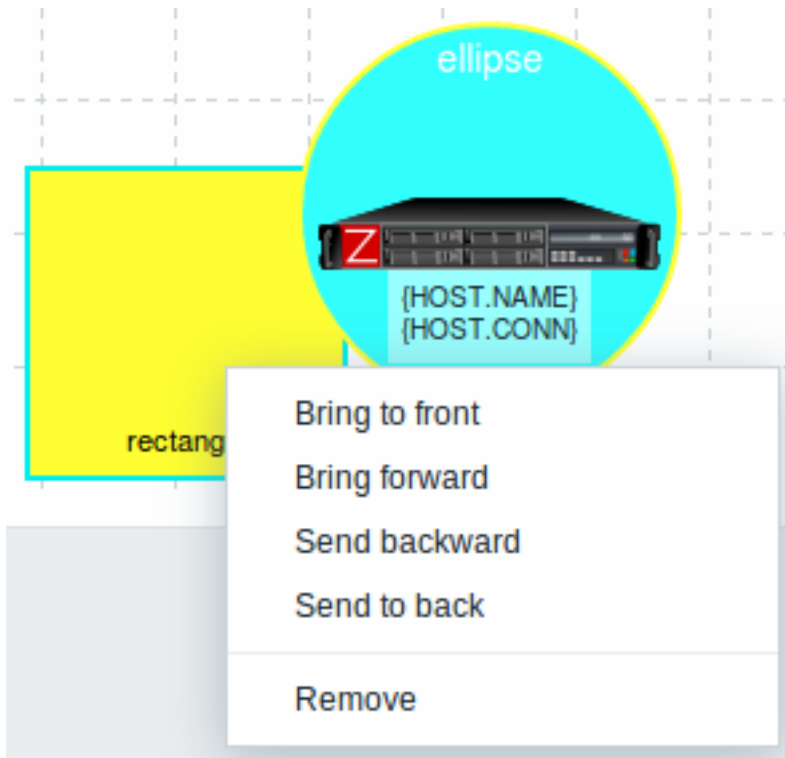 ellipse
Z
{HOST.NAME}
{HOST.CONN}
rectang
Bring to front
Bring forward
Send backward
Send to back
Remove